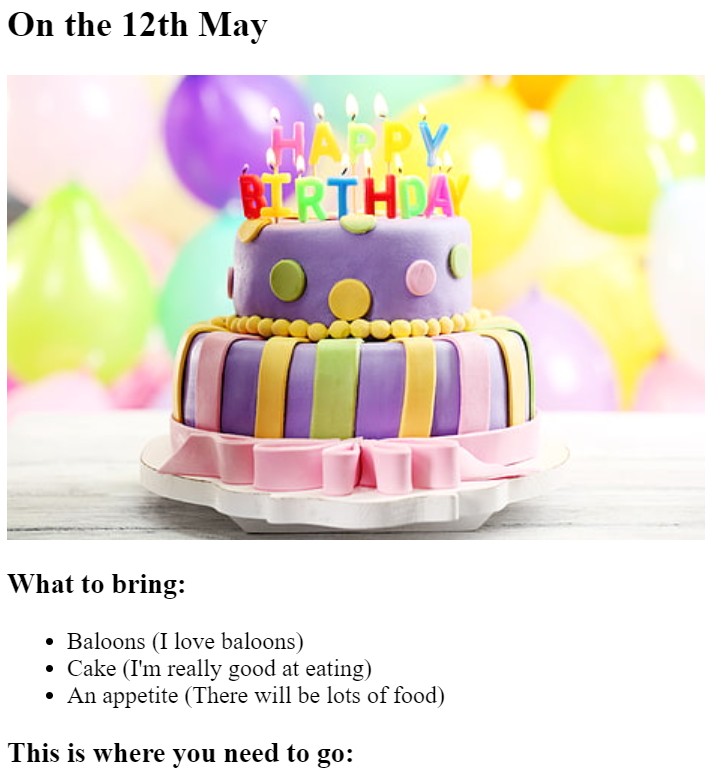 On the 12th May
HAPPY
BIRTHDAY
What to bring:
Baloons (I love baloons)
Cake (I'm really good at eating)
An appetite (There will be lots of food)
This is where you need to go: